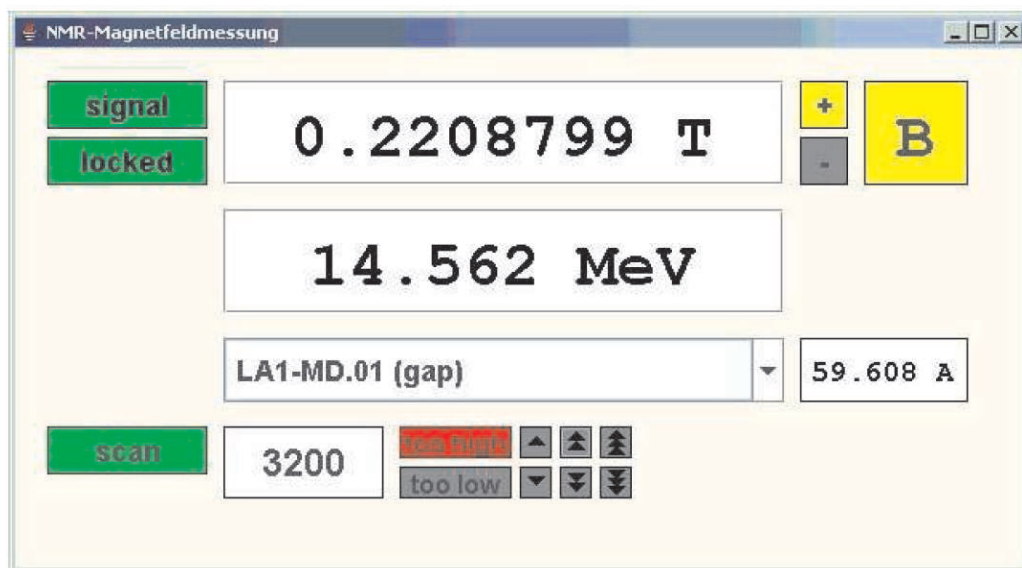 NMR-Magnetfeldmessung
signal
0.2208799 T
+
B
locked
-
14.562 MeV
LA1-MD.01 (gap)
59.608 A
scan
3200
too high
too low